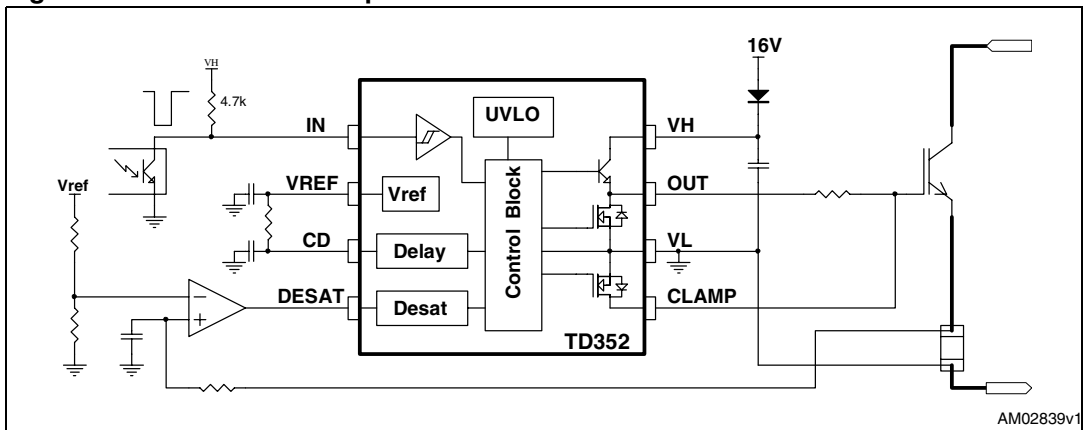 16V
VH
4.7k
IN
UVLO
VH
Vref
VREF
Vref
OUT
Control Block
CD
Delay
VL
DESAT
Desat
CLAMP
TD352
AM02839v1